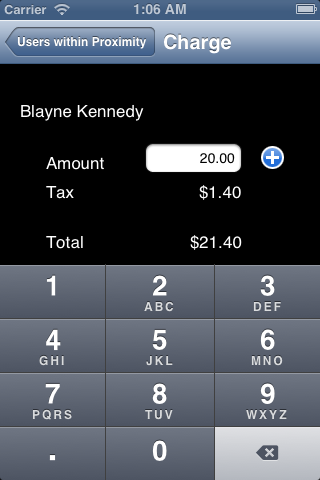 Carrier 1:06 AM
Users within Proximity Charge
Blayne Kennedy
Amount 20.00
Tax $1.40
Total $21.40
1 2 3
ABC DEF
4 5 6
GHI JKL MNO
7 8 9
PQRS TUV WXYZ
. 0